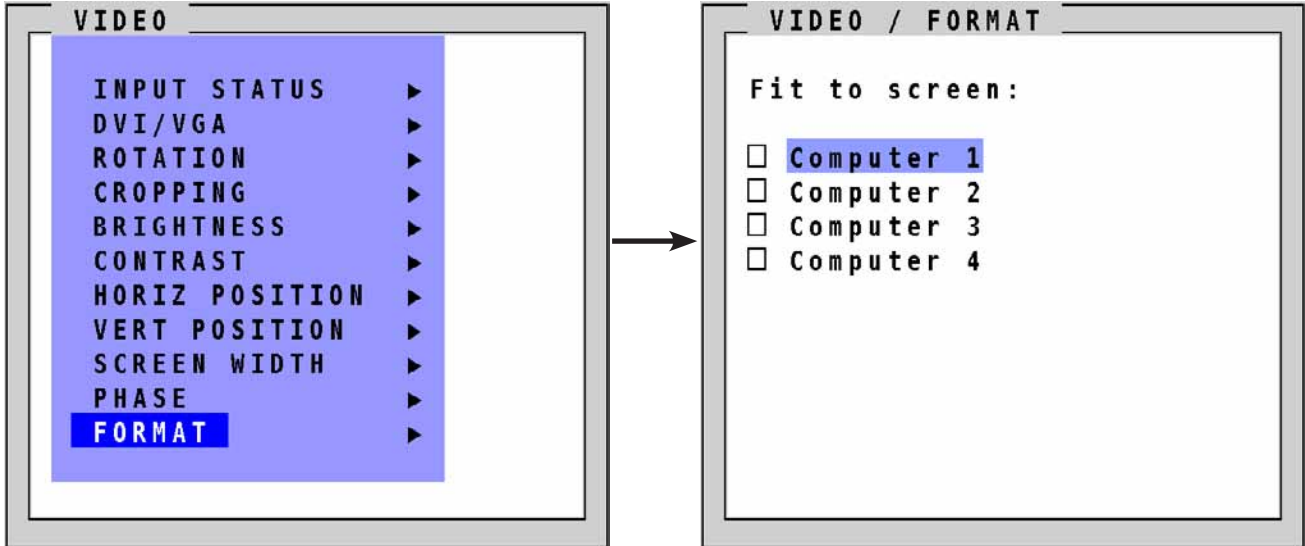 VIDEO
INPUT STATUS
DVI/VGA
ROTATION
CROPPING
BRIGHTNESS
CONTRAST
HORIZ POSITION
VERT POSITION
SCREEN WIDTH
PHASE
FORMAT
VIDEO / FORMAT
Fit to screen:
Computer 1
Computer 2
Computer 3
Computer 4